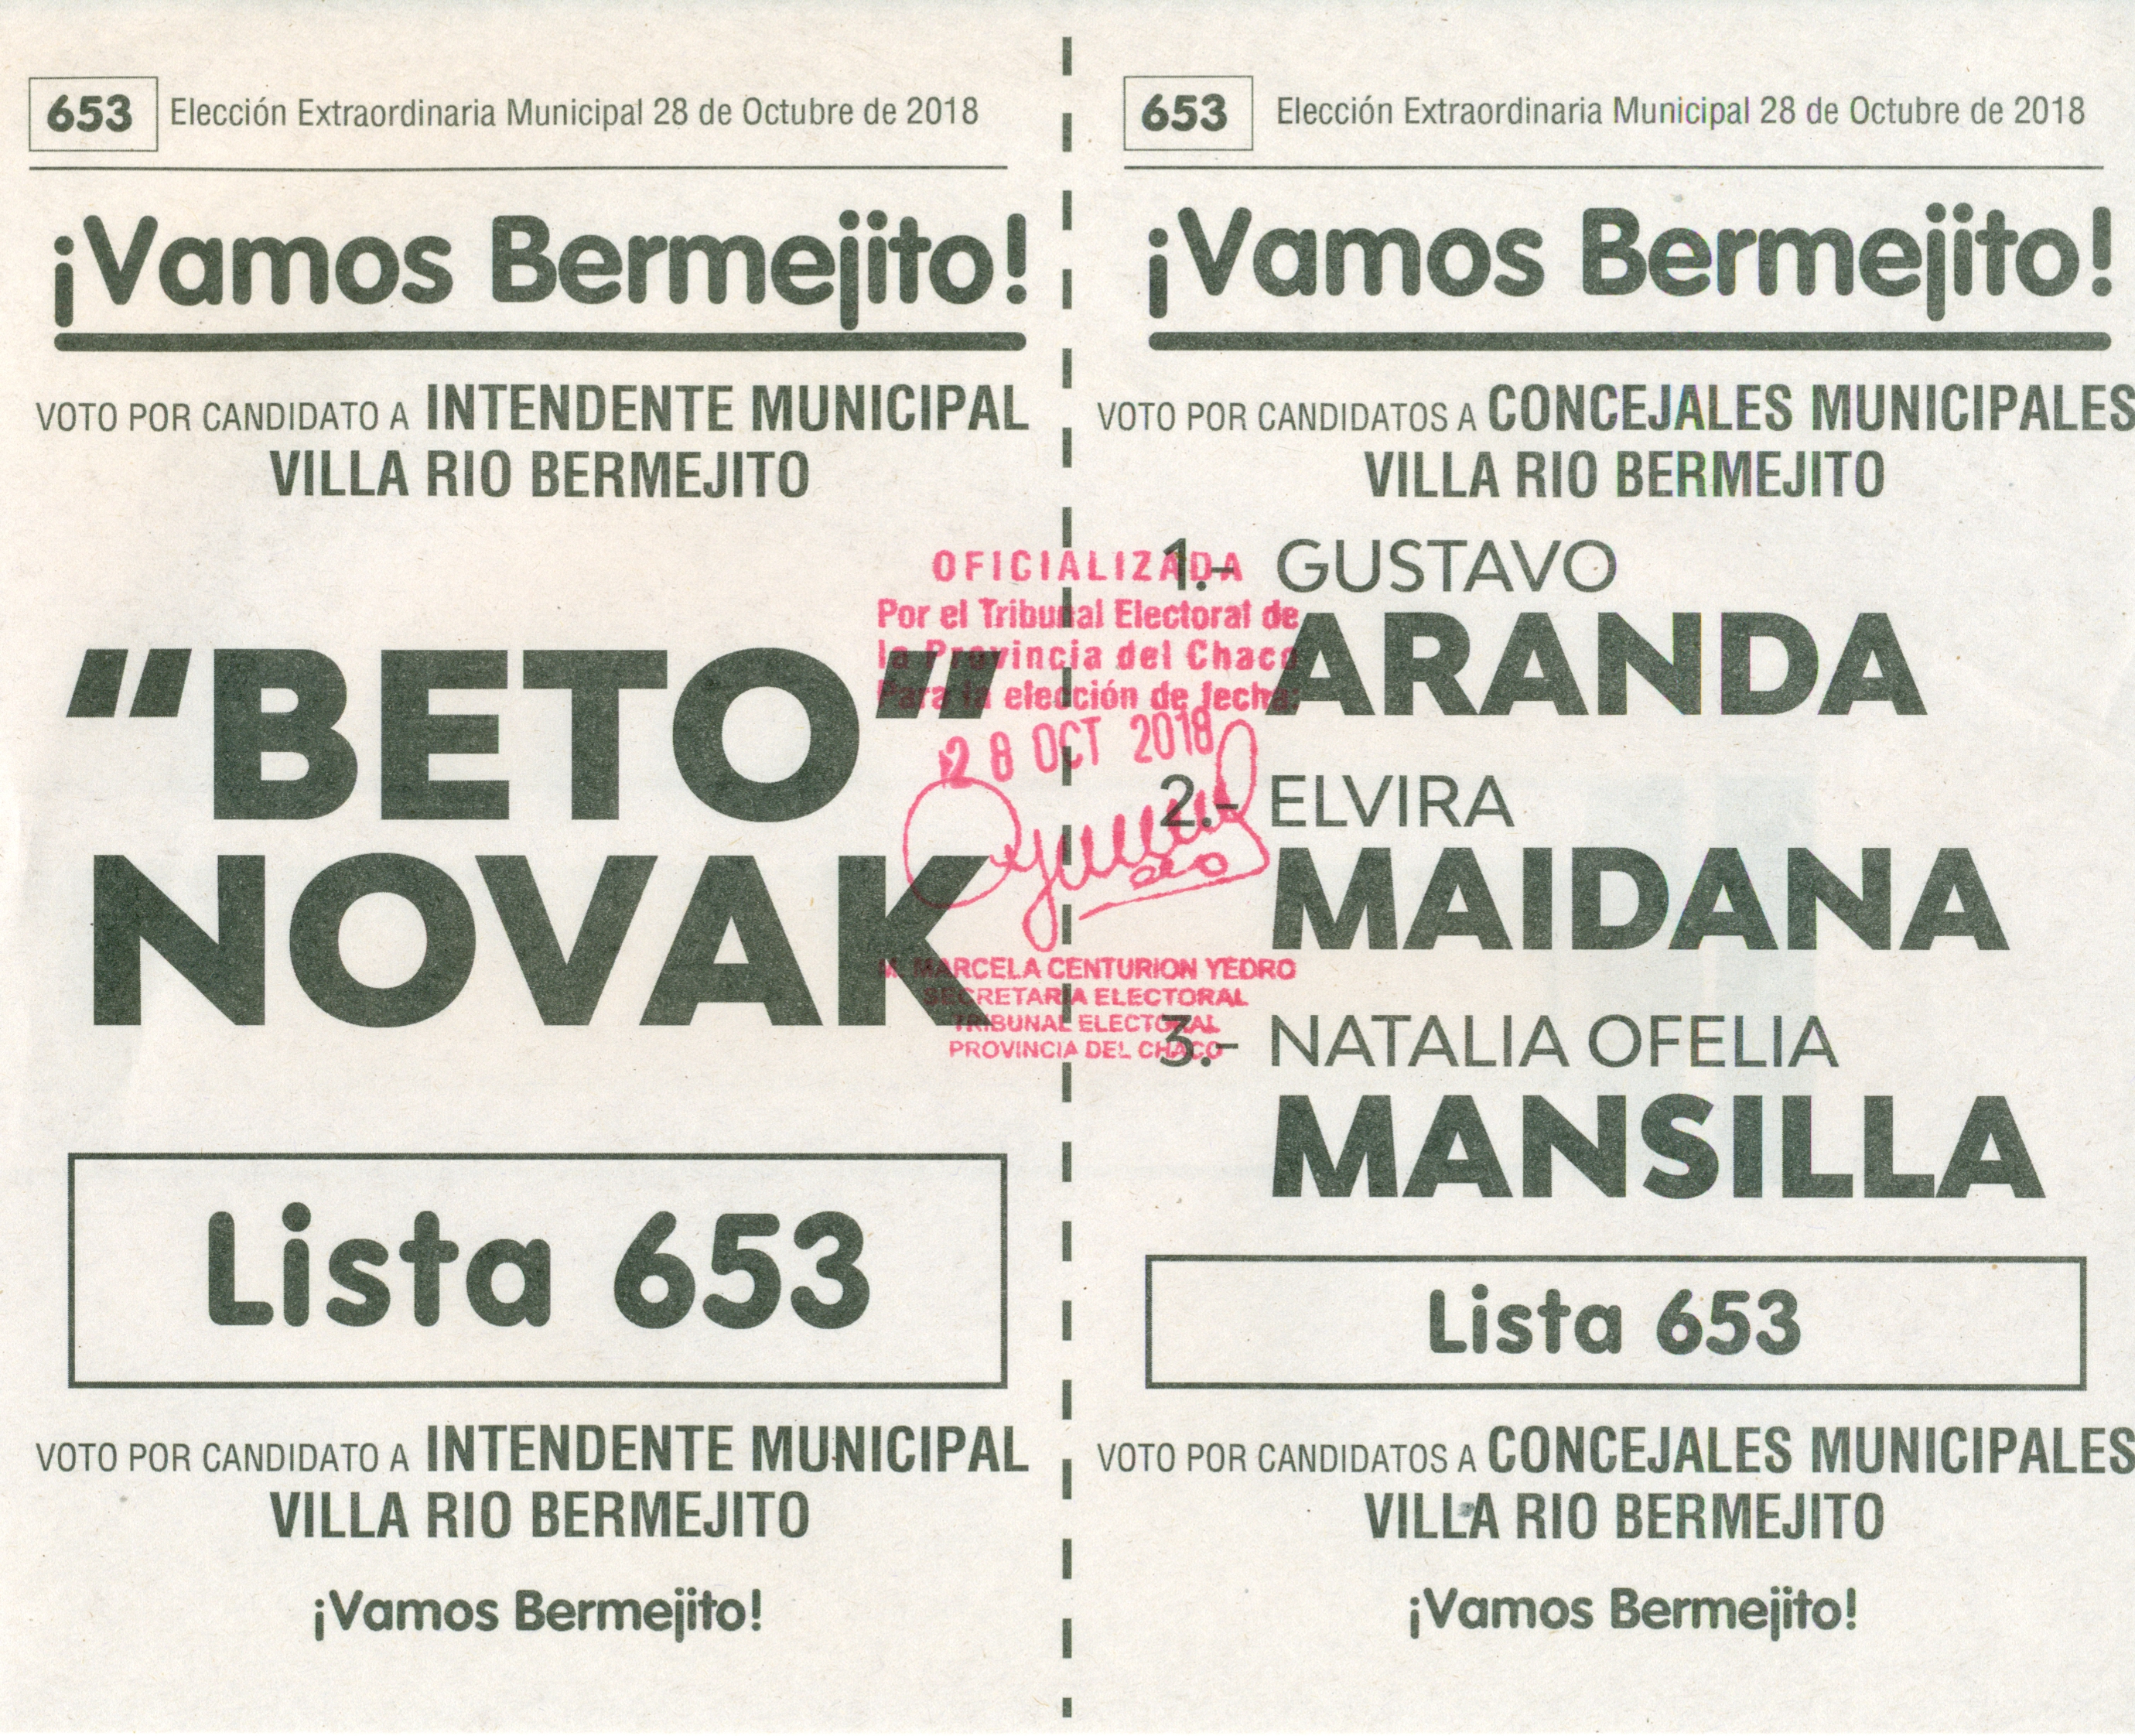 653 Elección Extraordinaria Municipal 28 de Octubre de 2018
¡Vamos Bermejito!
VOTO POR CANDIDATO A INTENDENTE MUNICIPAL
VILLA RIO BERMEJITO
“BETO”
NOVAK
Lista 653
VOTO POR CANDIDATO A INTENDENTE MUNICIPAL
VILLA RIO BERMEJITO
¡Vamos Bermejito!
OFICIALIZADA
Por el Tribunal Electoral de
la Provincia del Chaco
Para la elección de fecha:
28 OCT 2018
M. MARCELA CENTURION YEDRO
SECRETARIA ELECTORAL
TRIBUNAL ELECTORAL
PROVINCIA DEL CHACO
653 Elección Extraordinaria Municipal 28 de Octubre de 2018
¡Vamos Bermejito!
VOTO POR CANDIDATOS A CONCEJALES MUNICIPALES
VILLA RIO BERMEJITO
1.- GUSTAVO
ARANDA
2.- ELVIRA
MAIDANA
3.- NATALIA OFELIA
MANSILLA
Lista 653
VOTO POR CANDIDATOS A CONCEJALES MUNICIPALES
VILLA RIO BERMEJITO
¡Vamos Bermejito!